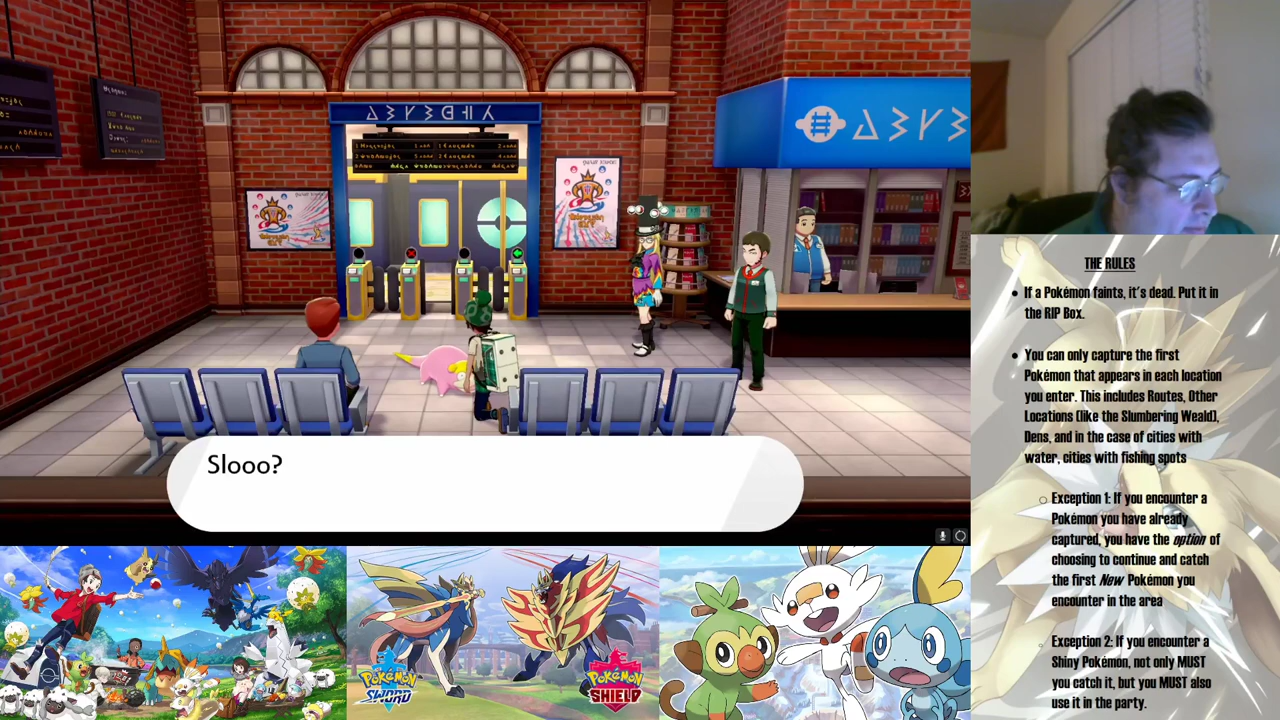 Slooo?
THE RULES
• If a Pokémon faints, it's dead. Put it in
the RIP Box.
• You can only capture the first
Pokémon that appears in each location
you enter. This includes Routes, Other
Locations (like the Slumbering Weald),
Dens, and in the case of cities with
water, cities with fishing spots
○ Exception 1: If you encounter a
Pokémon you have already
captured, you have the option of
choosing to continue and catch
the first New Pokémon you
encounter in the area
○ Exception 2: If you encounter a
Shiny Pokémon, not only MUST
you catch it, but you MUST also
use it in the party.
POKéMON
SWORD
POKéMON
SHIELD